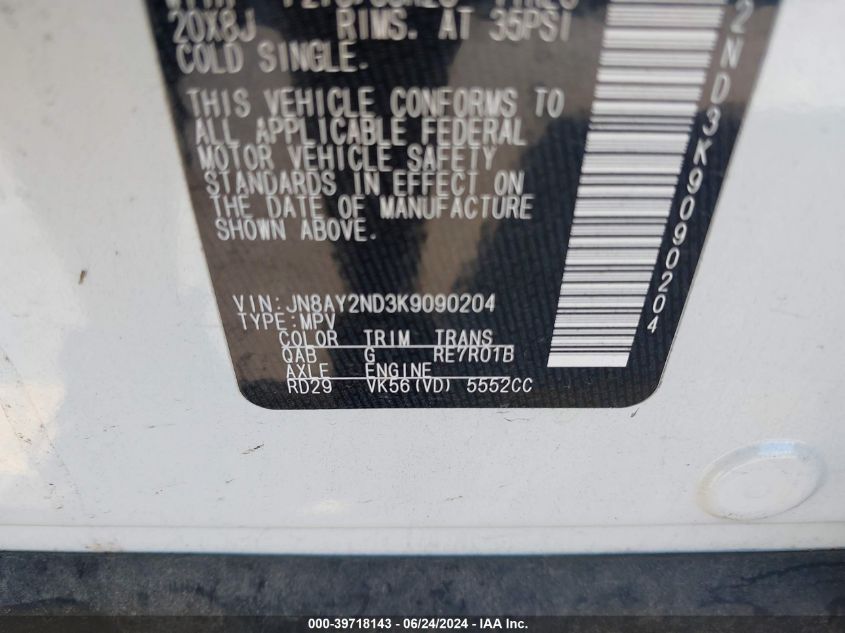 20X8J RIMS. AT 35PSI
COLD SINGLE.
THIS VEHICLE CONFORMS TO
ALL APPLICABLE FEDERAL
MOTOR VEHICLE SAFETY
STANDARDS IN EFFECT ON
THE DATE OF MANUFACTURE
SHOWN ABOVE.
VIN:JN8AY2ND3K9090204
TYPE:MPV
COLOR TRIM TRANS
QAB G RE7R01B
AXLE ENGINE
RD29 VK56(VD) 5552CC
2ND3K9090204
000-39718143 - 06/24/2024 - IAA Inc.